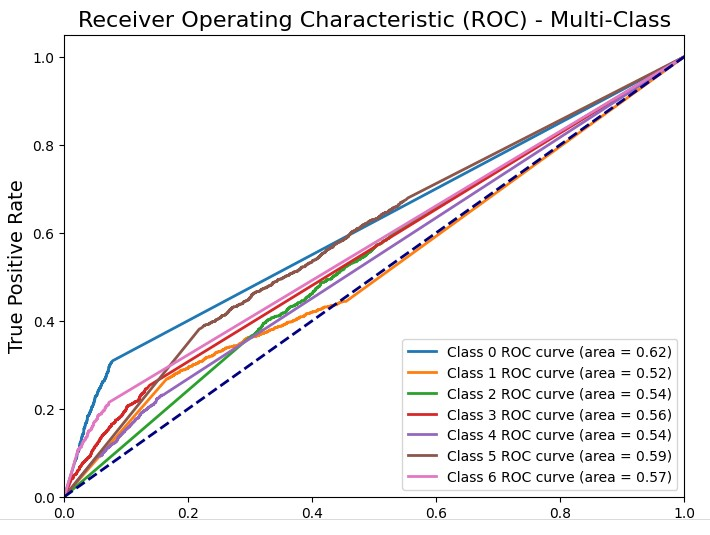 Receiver Operating Characteristic (ROC) - Multi-Class
True Positive Rate
1.0
0.8
0.6
0.4
0.2
0.0
Class 0 ROC curve (area = 0.62)
Class 1 ROC curve (area = 0.52)
Class 2 ROC curve (area = 0.54)
Class 3 ROC curve (area = 0.56)
Class 4 ROC curve (area = 0.54)
Class 5 ROC curve (area = 0.59)
Class 6 ROC curve (area = 0.57)
0.0 0.2 0.4 0.6 0.8 1.0